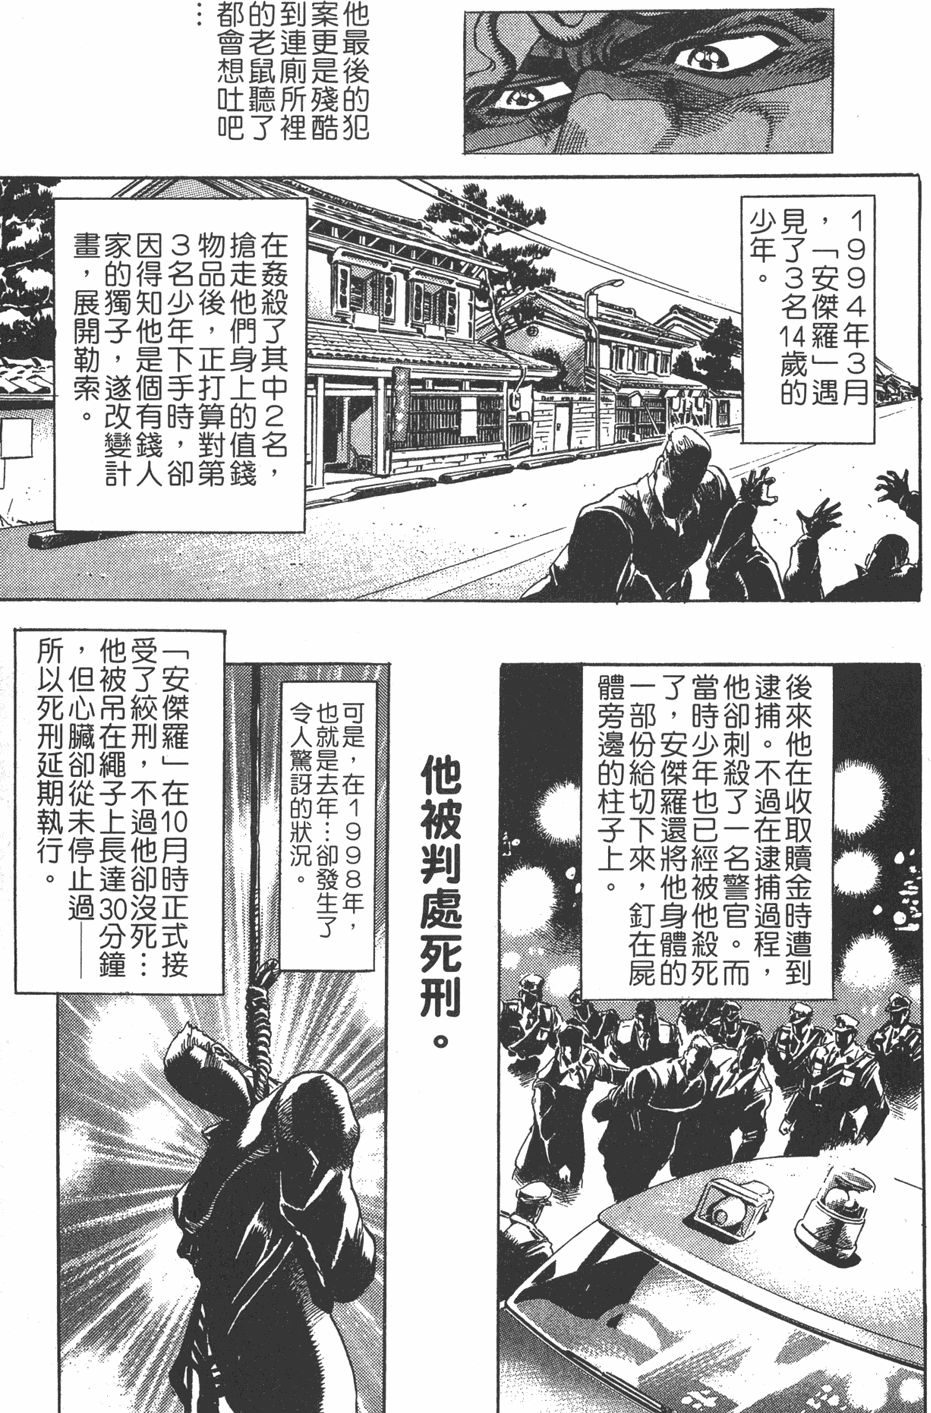 他最後的犯
案更是殘酷
到連廁所裡
的老鼠聽了
都會想吐吧
…
1994年3月
，「安傑羅」遇
見了3名14歲的
少年。
在姦殺了其中2名，
搶走他們身上的值錢
物品後，正打算對第
3名少年下手時，卻
因得知他是個有錢人
家的獨子，遂改變計
畫，展開勒索。
後來他在收取贖金時遭到
逮捕。不過在逮捕過程，
他卻刺殺了一名警官。而
當時少年也已經被他殺死
了，安傑羅還將他身體的
一部份給切下來，釘在屍
體旁邊的柱子上。
他被判處死刑。
可是，在1998年，
也就是去年…卻發生了
令人驚訝的狀況。
「安傑羅」在10月時正式接
受了絞刑，不過他卻沒死…
他被吊在繩子上長達30分鐘
，但心臟卻從未停止過——
所以死刑延期執行。